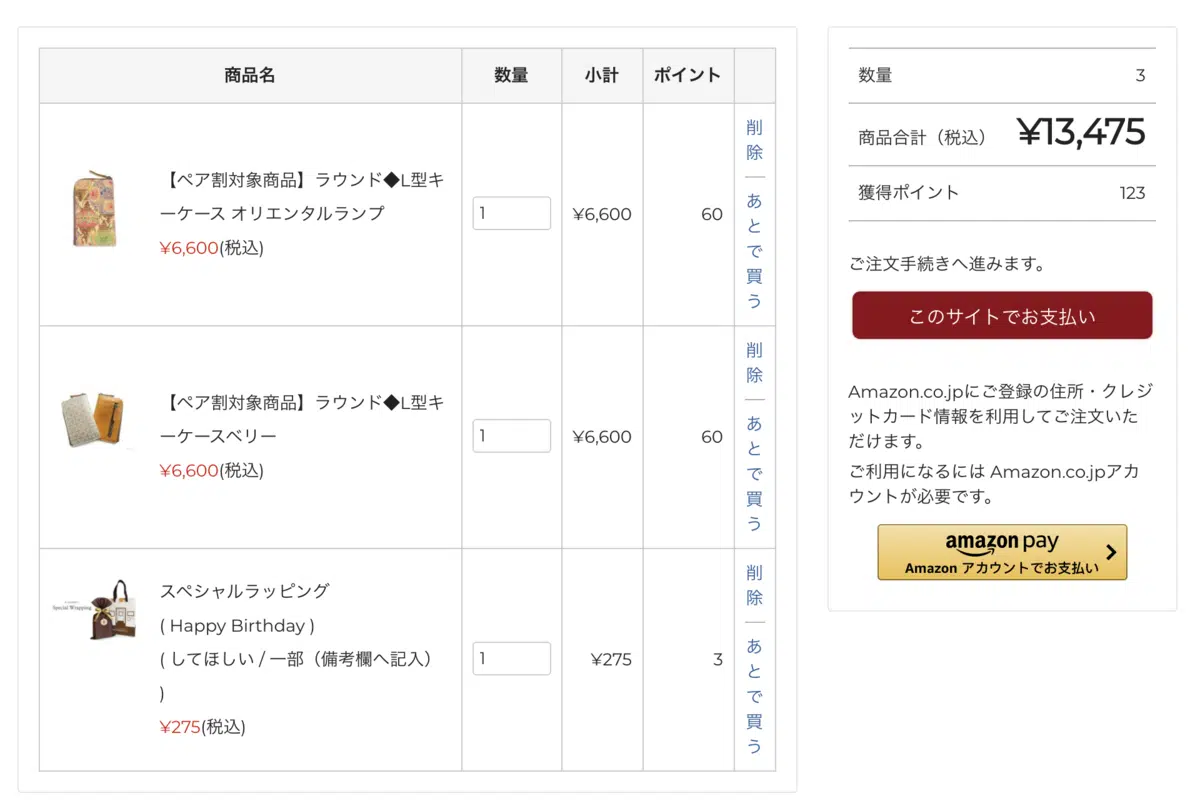 商品名 数量 小計 ポイント
【ペア割対象商品】ラウンド◆L型キ
ーケース オリエンタルランプ
¥6,600(税込)
1
¥6,600
60
削
除
あ
と
で
買
う
【ペア割対象商品】ラウンド◆L型キ
ーケースベリー
¥6,600(税込)
1
¥6,600
60
削
除
あ
と
で
買
う
Special Wrapping
スペシャルラッピング
( Happy Birthday )
( してほしい / 一部（備考欄へ記入）
)
¥275(税込)
1
¥275
3
削
除
あ
と
で
買
う
数量 3
商品合計（税込） ¥13,475
獲得ポイント 123
ご注文手続きへ進みます。
このサイトでお支払い
Amazon.co.jpにご登録の住所・クレジ
ットカード情報を利用してご注文いた
だけます。
ご利用になるには Amazon.co.jpアカ
ウントが必要です。
amazon pay
Amazon アカウントでお支払い